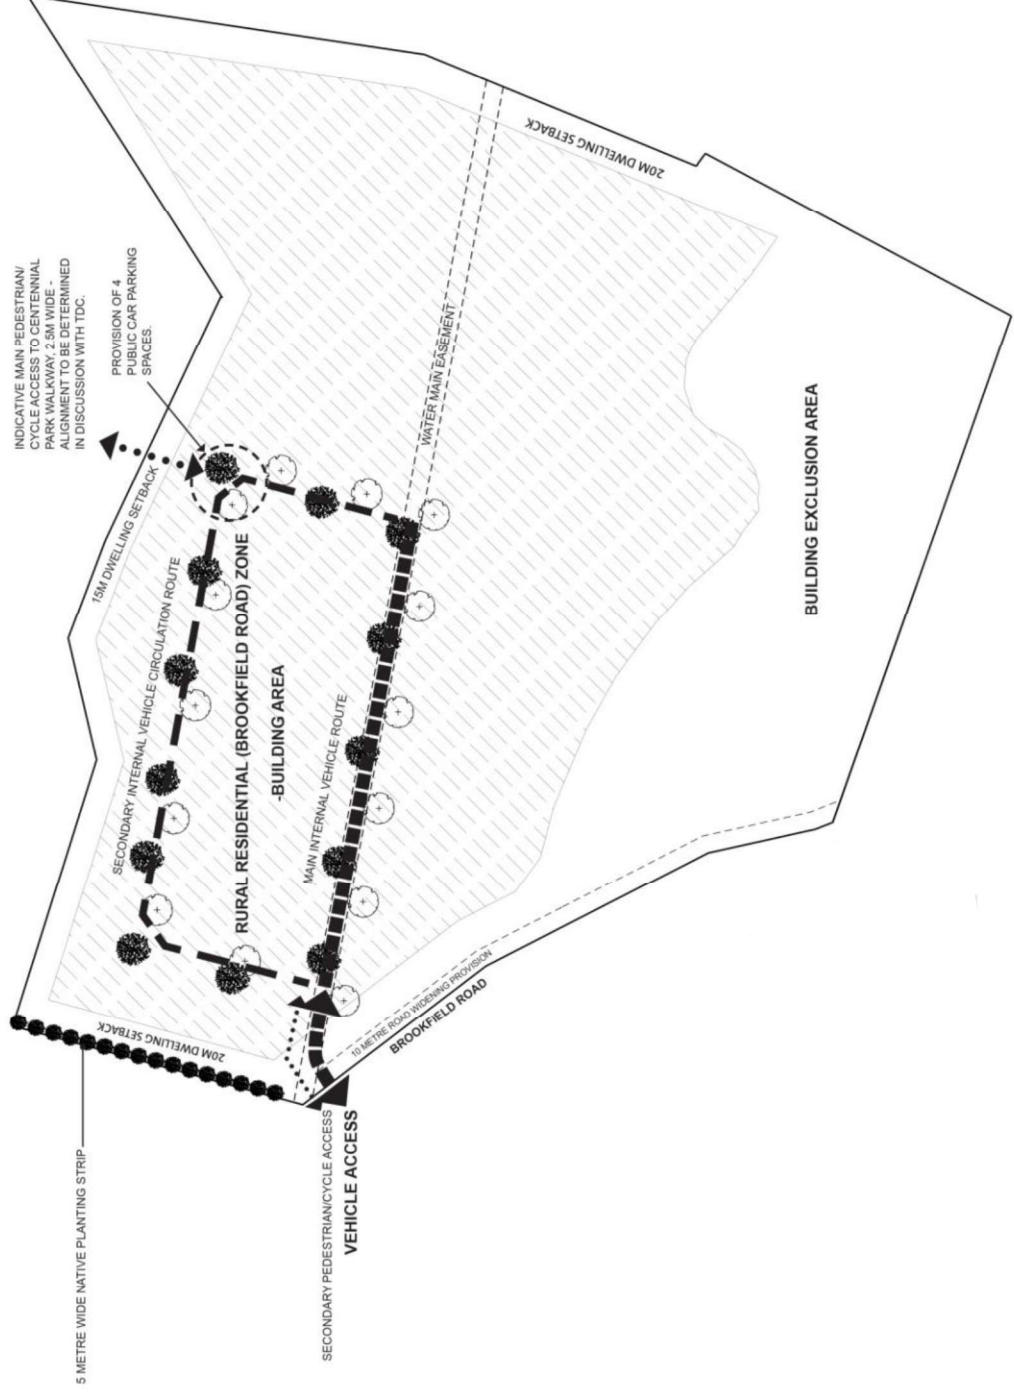 INDICATIVE MAIN PEDESTRIAN/
CYCLE ACCESS TO CENTENNIAL
PARK WALKWAY, 2.5M WIDE -
ALIGNMENT TO BE DETERMINED
IN DISCUSSION WITH TDC.
PROVISION OF 4
PUBLIC CAR PARKING
SPACES.
15M DWELLING SETBACK
SECONDARY INTERNAL VEHICLE CIRCULATION ROUTE
RURAL RESIDENTIAL (BROOKFIELD ROAD) ZONE
-BUILDING AREA
MAIN INTERNAL VEHICLE ROUTE
WATER MAIN EASEMENT
20M DWELLING SETBACK
BUILDING EXCLUSION AREA
20M DWELLING SETBACK
10 METRE ROAD WIDENING PROVISION
BROOKFIELD ROAD
5 METRE WIDE NATIVE PLANTING STRIP
SECONDARY PEDESTRIAN/CYCLE ACCESS
VEHICLE ACCESS